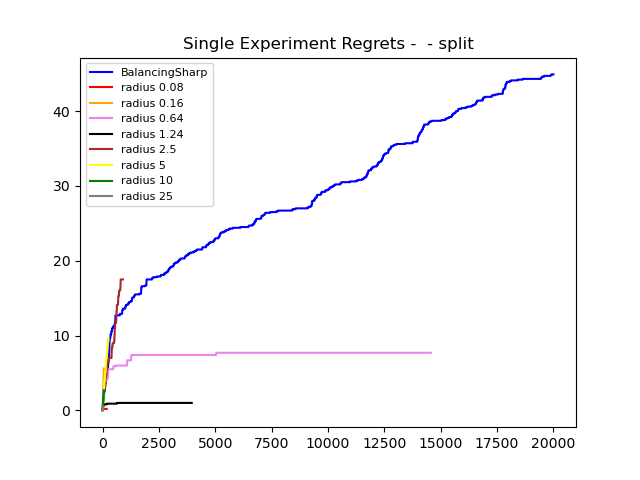 Single Experiment Regrets -  - split
BalancingSharp
radius 0.08
radius 0.16
radius 0.64
radius 1.24
radius 2.5
radius 5
radius 10
radius 25
40
30
20
10
0
0 2500 5000 7500 10000 12500 15000 17500 20000